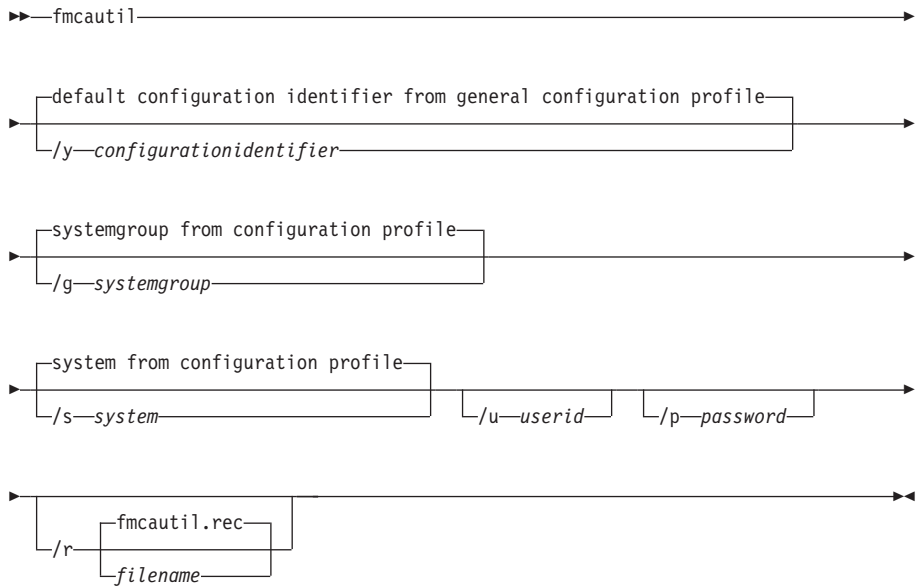 fmcautil
default configuration identifier from general configuration profile
/y configurationidentifier
systemgroup from configuration profile
/g systemgroup
system from configuration profile
/s system /u userid /p password
fmcautil.rec
/r
filename